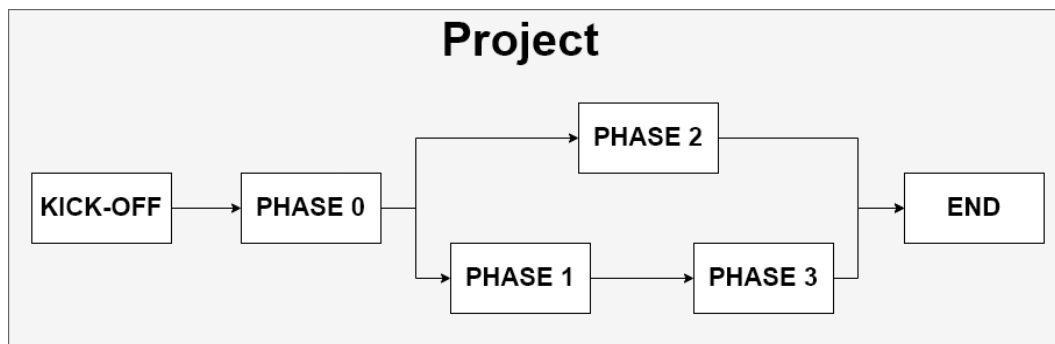 Project
PHASE 2
KICK-OFF
PHASE 0
END
PHASE 1
PHASE 3